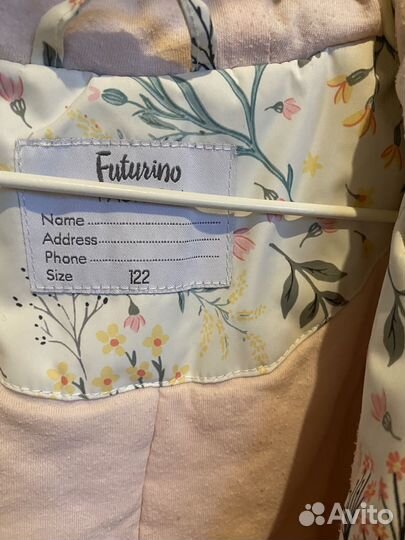 Futurino
Name
Address
Phone
Size 122
Avito